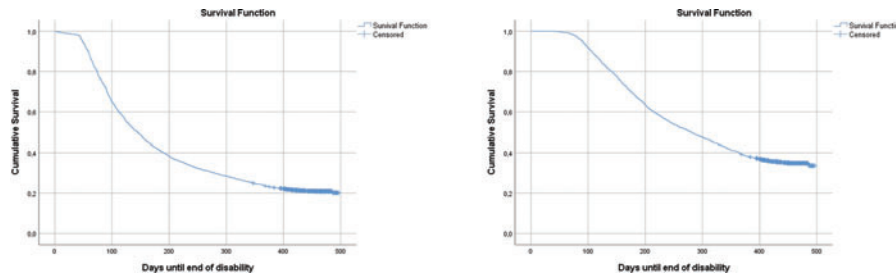 Survival Function
Survival Function
Censored
1,0
0,8
0,6
0,4
0,2
0,0
Cumulative Survival
0
100
200
300
400
500
Days until end of disability
Survival Function
Survival Functio
Censored
1,0
0,8
0,6
0,4
0,2
0,0
Cumulative Survival
0
100
200
300
400
500
Days until end of disability